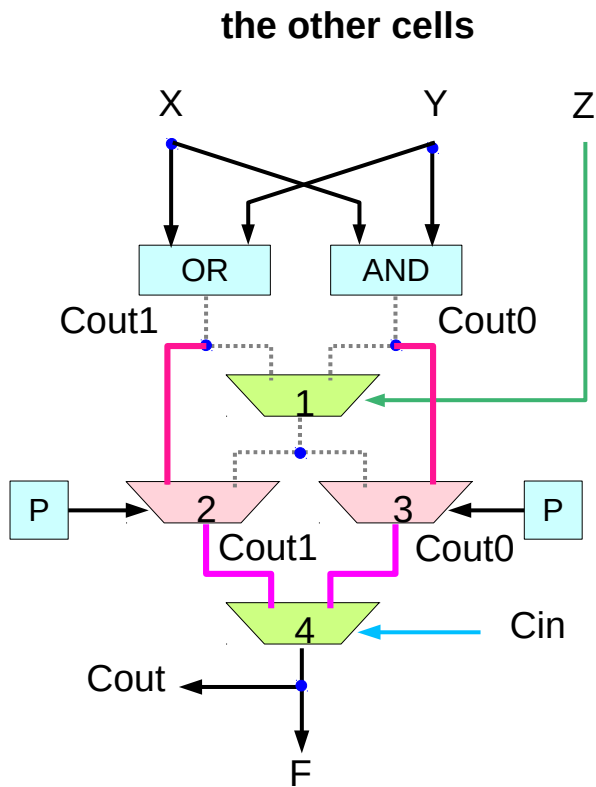 the other cells
X Y Z
OR AND
Cout1 Cout0
1
P 2 3 P
Cout1 Cout0
4 Cin
Cout
F